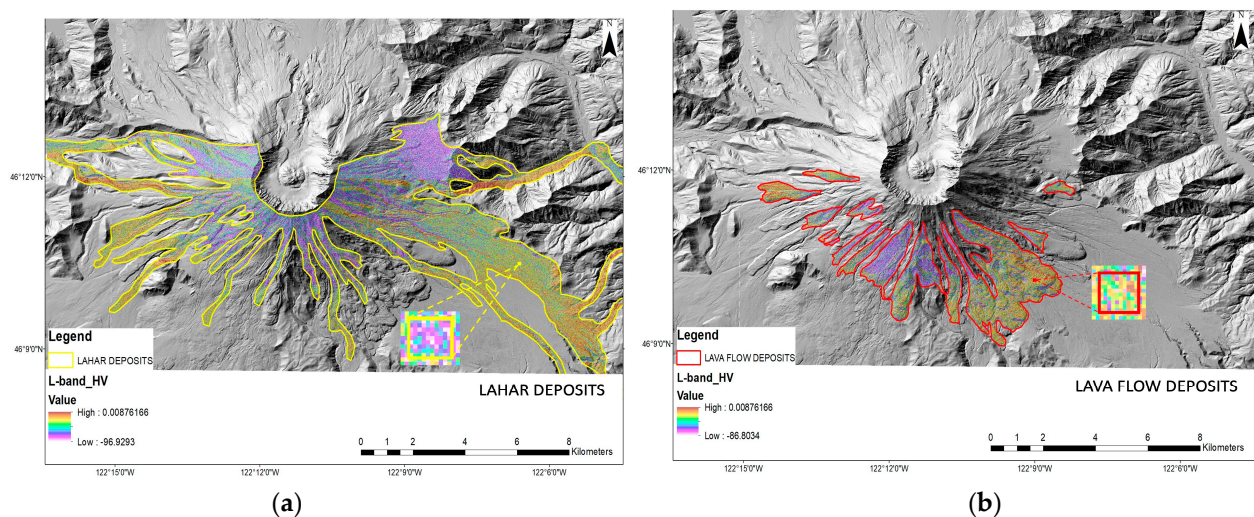 N
46°12'0"N
46°9'0"N
Legend
LAHAR DEPOSITS
L-band_HV
Value
High : 0.00876166
Low : -96.9293
LAHAR DEPOSITS
0 1 2 4 6 8
Kilometers
122°15'0"W 122°12'0"W 122°9'0"W 122°6'0"W
(a)
N
46°12'0"N
46°9'0"N
Legend
LAVA FLOW DEPOSITS
L-band_HV
Value
High : 0.00876166
Low : -86.8034
LAVA FLOW DEPOSITS
0 1 2 4 6 8
Kilometers
122°15'0"W 122°12'0"W 122°9'0"W 122°6'0"W
(b)